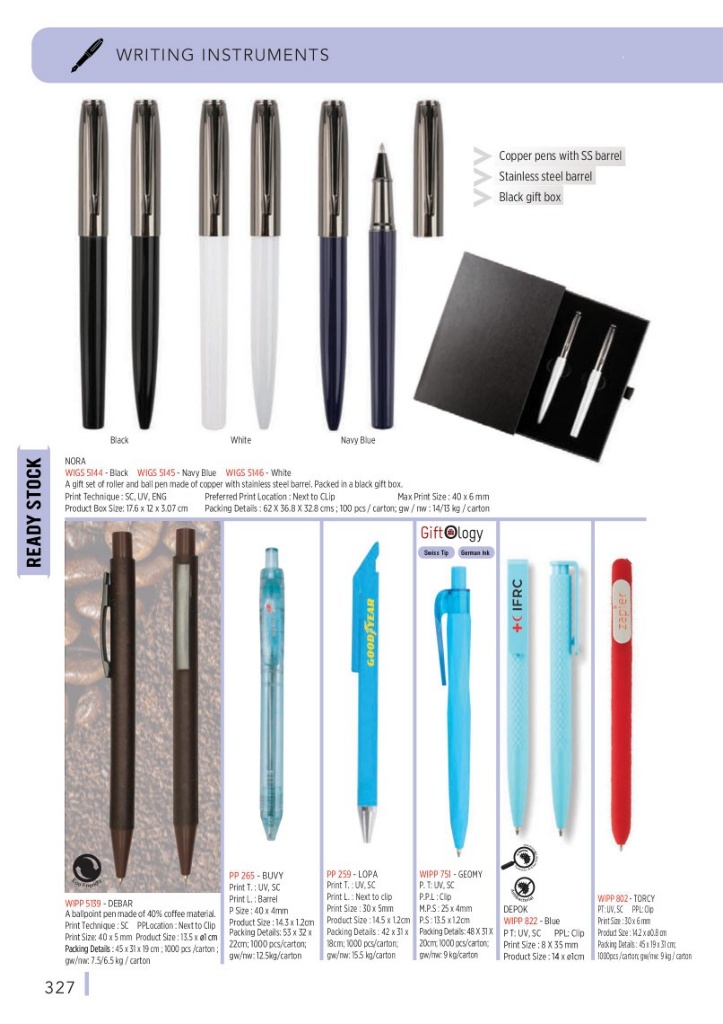 WRITING INSTRUMENTS
Copper pens with SS barrel
Stainless steel barrel
Black gift box
Black
White
Navy Blue
READY STOCK
NORA
WIGS 5144 - Black WIGS 5145 - Navy Blue WIGS 5146 - White
A gift set of roller and ball pen made of copper with stainless steel barrel. Packed in a black gift box.
Print Technique : SC, UV, ENG Preferred Print Location : Next to CLip Max Print Size : 40 x 6 mm
Product Box Size: 17.6 x 12 x 3.07 cm Packing Details : 62 X 36.8 X 32.8 cms ; 100 pcs / carton; gw / nw : 14/13 kg / carton
Eco Friendly
WIPP 5139 - DEBAR
A ballpoint pen made of 40% coffee material.
Print Technique : SC PPLocation : Next to Clip
Print Size: 40 x 5 mm Product Size : 13.5 x ø1 cm
Packing Details : 45 x 31 x 19 cm ; 1000 pcs /carton ;
gw/nw: 7.5/6.5 kg / carton
PP 265 - BUVY
Print T. : UV, SC
Print L. : Barrel
P Size : 40 x 4mm
Product Size : 14.3 x 1.2cm
Packing Details: 53 x 32 x
22cm; 1000 pcs/carton;
gw/nw: 12.5kg/carton
GOODYEAR
PP 259 - LOPA
Print T. : UV, SC
Print L. : Next to clip
Print Size : 30 x 5mm
Product Size : 14.5 x 1.2cm
Packing Details : 42 x 31 x
18cm; 1000 pcs/carton;
gw/nw: 15.5 kg/carton
GiftOlogy
Swiss Tip German Ink
WIPP 751 - GEOMY
P. T: UV, SC
P.P.L : Clip
M.P.S : 25 x 4mm
P.S : 13.5 x 1.2cm
Packing Details: 48 X 31 X
20cm; 1000 pcs/carton;
gw/nw: 9 kg/carton
IFRC
DEPOK
WIPP 822 - Blue
P T: UV, SC PPL: Clip
Print Size : 8 X 35 mm
Product Size : 14 x ø1cm
zapier
WIPP 802 - TORCY
PT: UV, SC PPL: Clip
Print Size : 30 x 6 mm
Product Size : 14.2 xø0.8 cm
Packing Details : 45 x 19 x 31 cm;
1000pcs / carton; gw/nw: 9 kg / carton
327